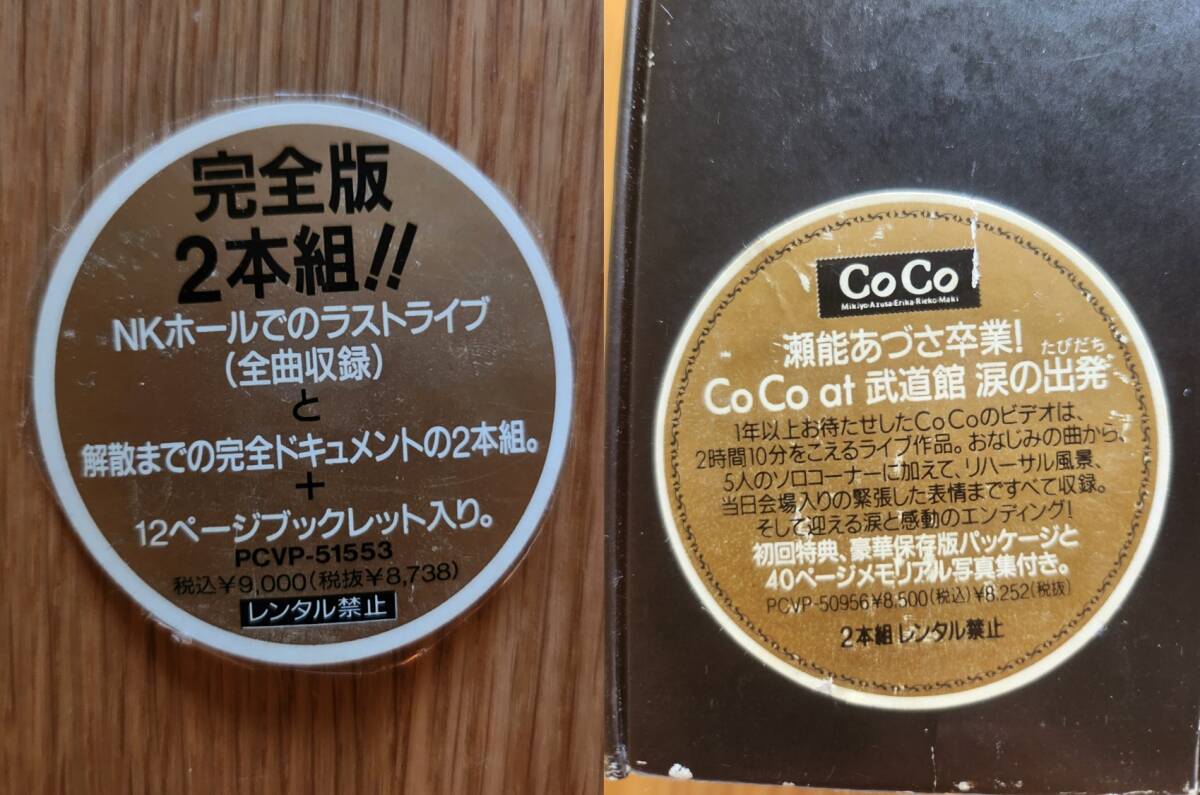 完全版
2本組!!
NKホールでのラストライブ
(全曲収録)
と
解散までの完全ドキュメントの2本組。
+
12ページブックレット入り。
PCVP-51553
税込¥9,000(税抜¥8,738)
レンタル禁止
CoCo
Mikiyo・Azusa・Erika・Rieko・Maki
瀬能あづさ卒業!
たびだち
CoCo at 武道館 涙の出発
1年以上お待たせしたCoCoのビデオは、
2時間10分をこえるライブ作品。おなじみの曲から、
5人のソロコーナーに加えて、リハーサル風景、
当日会場入りの緊張した表情まですべて収録。
そして迎える涙と感動のエンディング!
初回特典、豪華保存版パッケージと
40ページメモリアル写真集付き。
PCVP-50956¥8,500(税込)¥8,252(税抜)
2本組 レンタル禁止